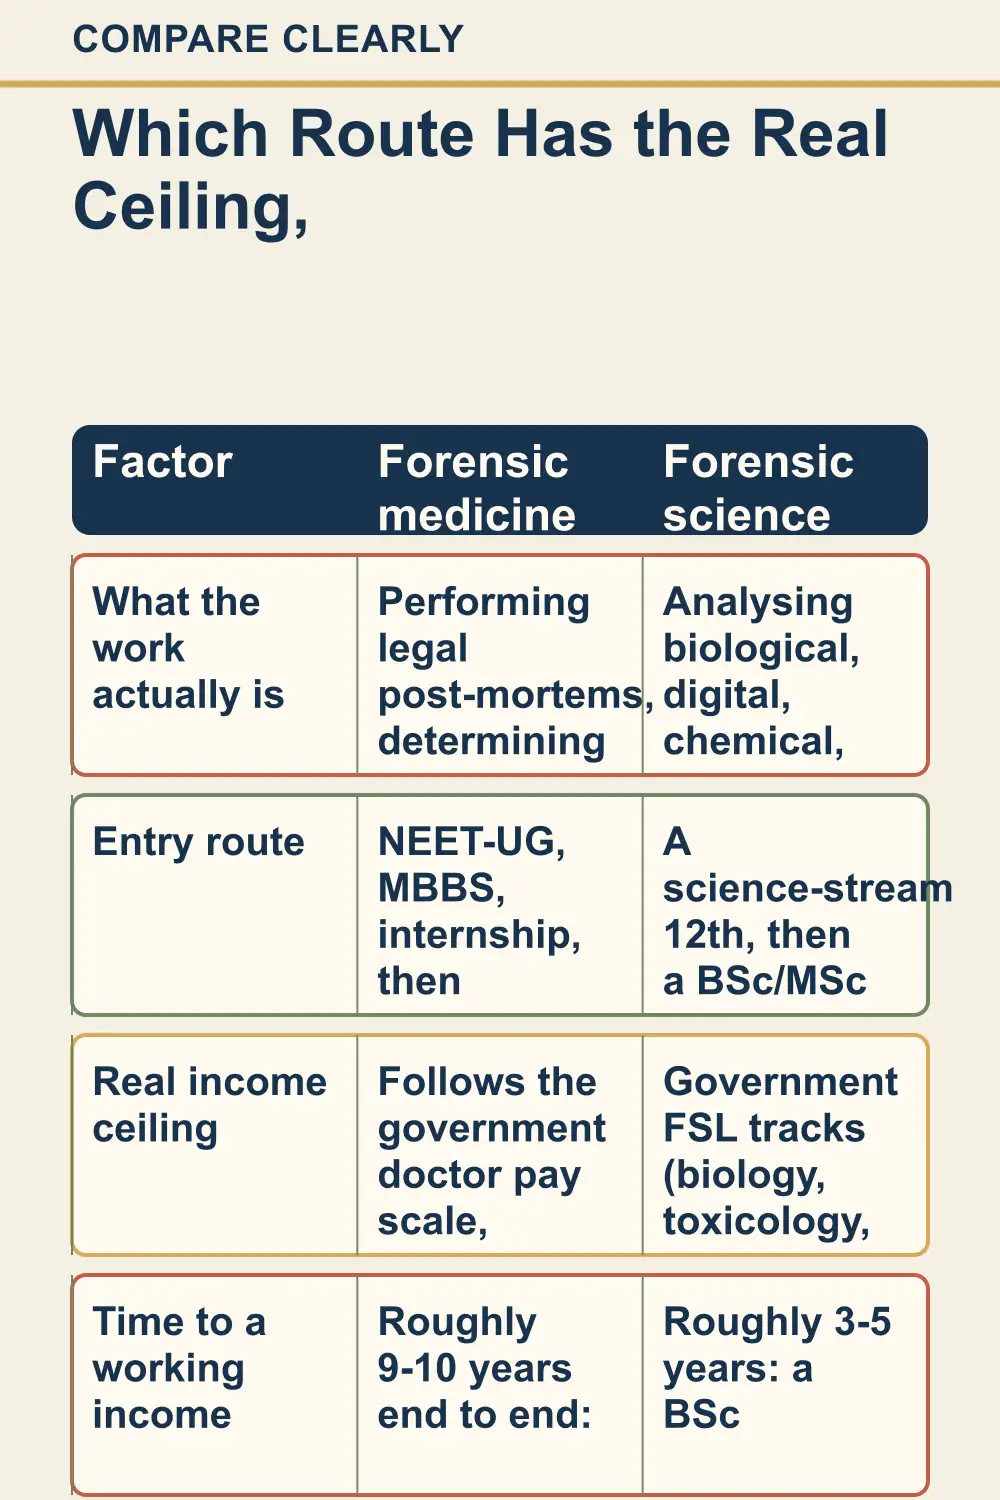 COMPARE CLEARLY
Which Route Has the Real
Ceiling,
Factor
Forensic
medicine
Forensic
science
What the
work
actually is
Performing
legal
post-mortems,
determining
Analysing
biological,
digital,
chemical,
Entry route
NEET-UG,
MBBS,
internship,
then
A
science-stream
12th, then
a BSc/MSc
Real income
ceiling
Follows the
government
doctor pay
scale,
Government
FSL tracks
(biology,
toxicology,
Time to a
working
income
Roughly
9-10 years
end to end:
Roughly 3-5
years: a
BSc